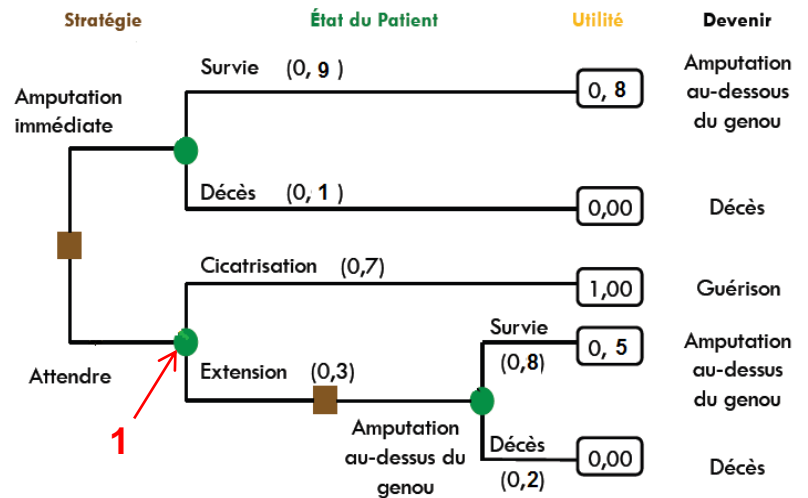 Stratégie État du Patient Utilité Devenir
Survie (0, 9 ) 0, 8 Amputation
au-dessous
du genou
Amputation
immédiate
Décès (0, 1 ) 0,00 Décès
Cicatrisation (0,7) 1,00 Guérison
Attendre
1
Extension (0,3)
Amputation
au-dessus du
genou
Survie
(0,8)
0, 5
Amputation
au-dessus
du genou
Décès
(0,2)
0,00
Décès